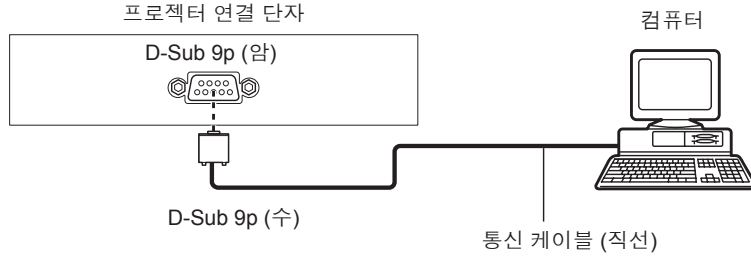 프로젝터 연결 단자
컴퓨터
D-Sub 9p (암)
D-Sub 9p (수)
통신 케이블 (직선)